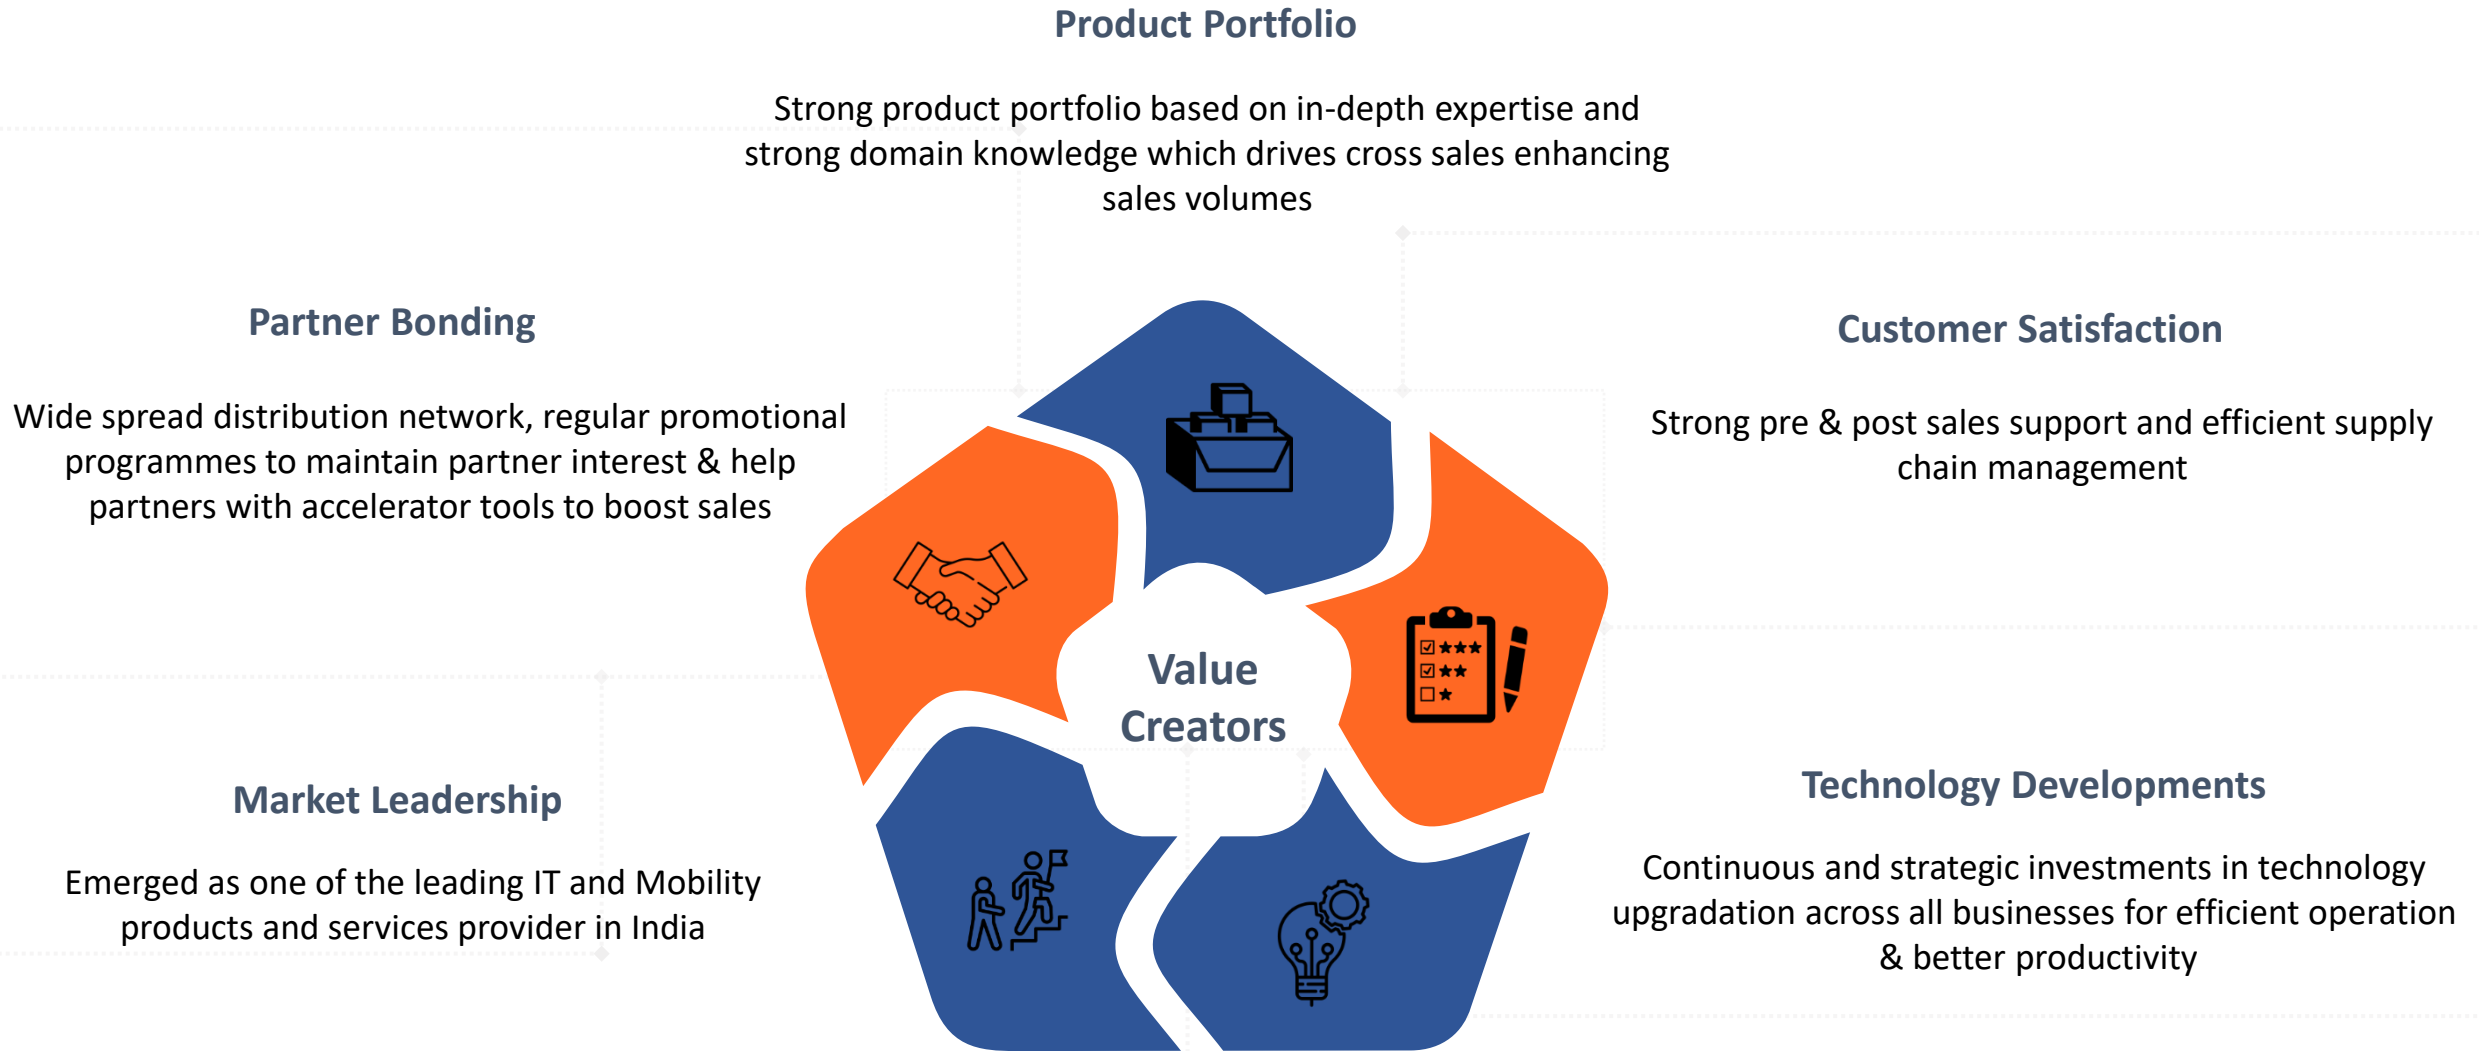 Product Portfolio
Strong product portfolio based on in-depth expertise and
strong domain knowledge which drives cross sales enhancing
sales volumes
Partner Bonding
Wide spread distribution network, regular promotional
programmes to maintain partner interest & help
partners with accelerator tools to boost sales
Customer Satisfaction
Strong pre & post sales support and efficient supply
chain management
Value
Creators
Market Leadership
Emerged as one of the leading IT and Mobility
products and services provider in India
Technology Developments
Continuous and strategic investments in technology
upgradation across all businesses for efficient operation
& better productivity